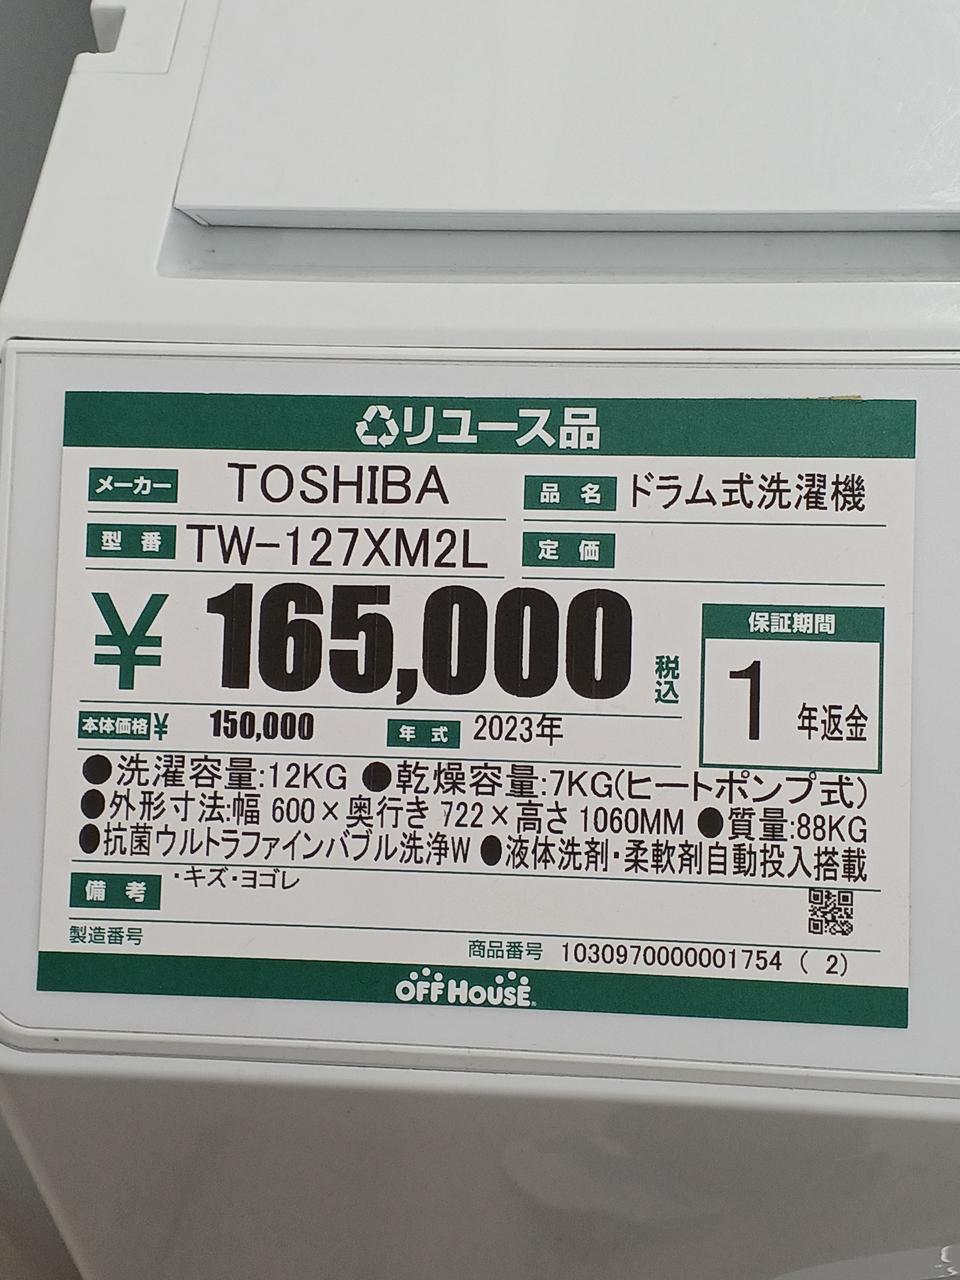 リユース品
メーカー TOSHIBA 品名 ドラム式洗濯機
型番 TW-127XM2L 定価
¥165,000 税込
保証期間
1年返金
本体価格¥ 150,000 年式 2023年
●洗濯容量:12KG ●乾燥容量:7KG(ヒートポンプ式)
●外形寸法:幅 600×奥行き 722×高さ 1060MM ●質量:88KG
●抗菌ウルトラファインバブル洗浄W ●液体洗剤・柔軟剤自動投入搭載
備考 ・キズ・ヨゴレ
製造番号
商品番号 1030970000001754 ( 2)
OFF HOUSE